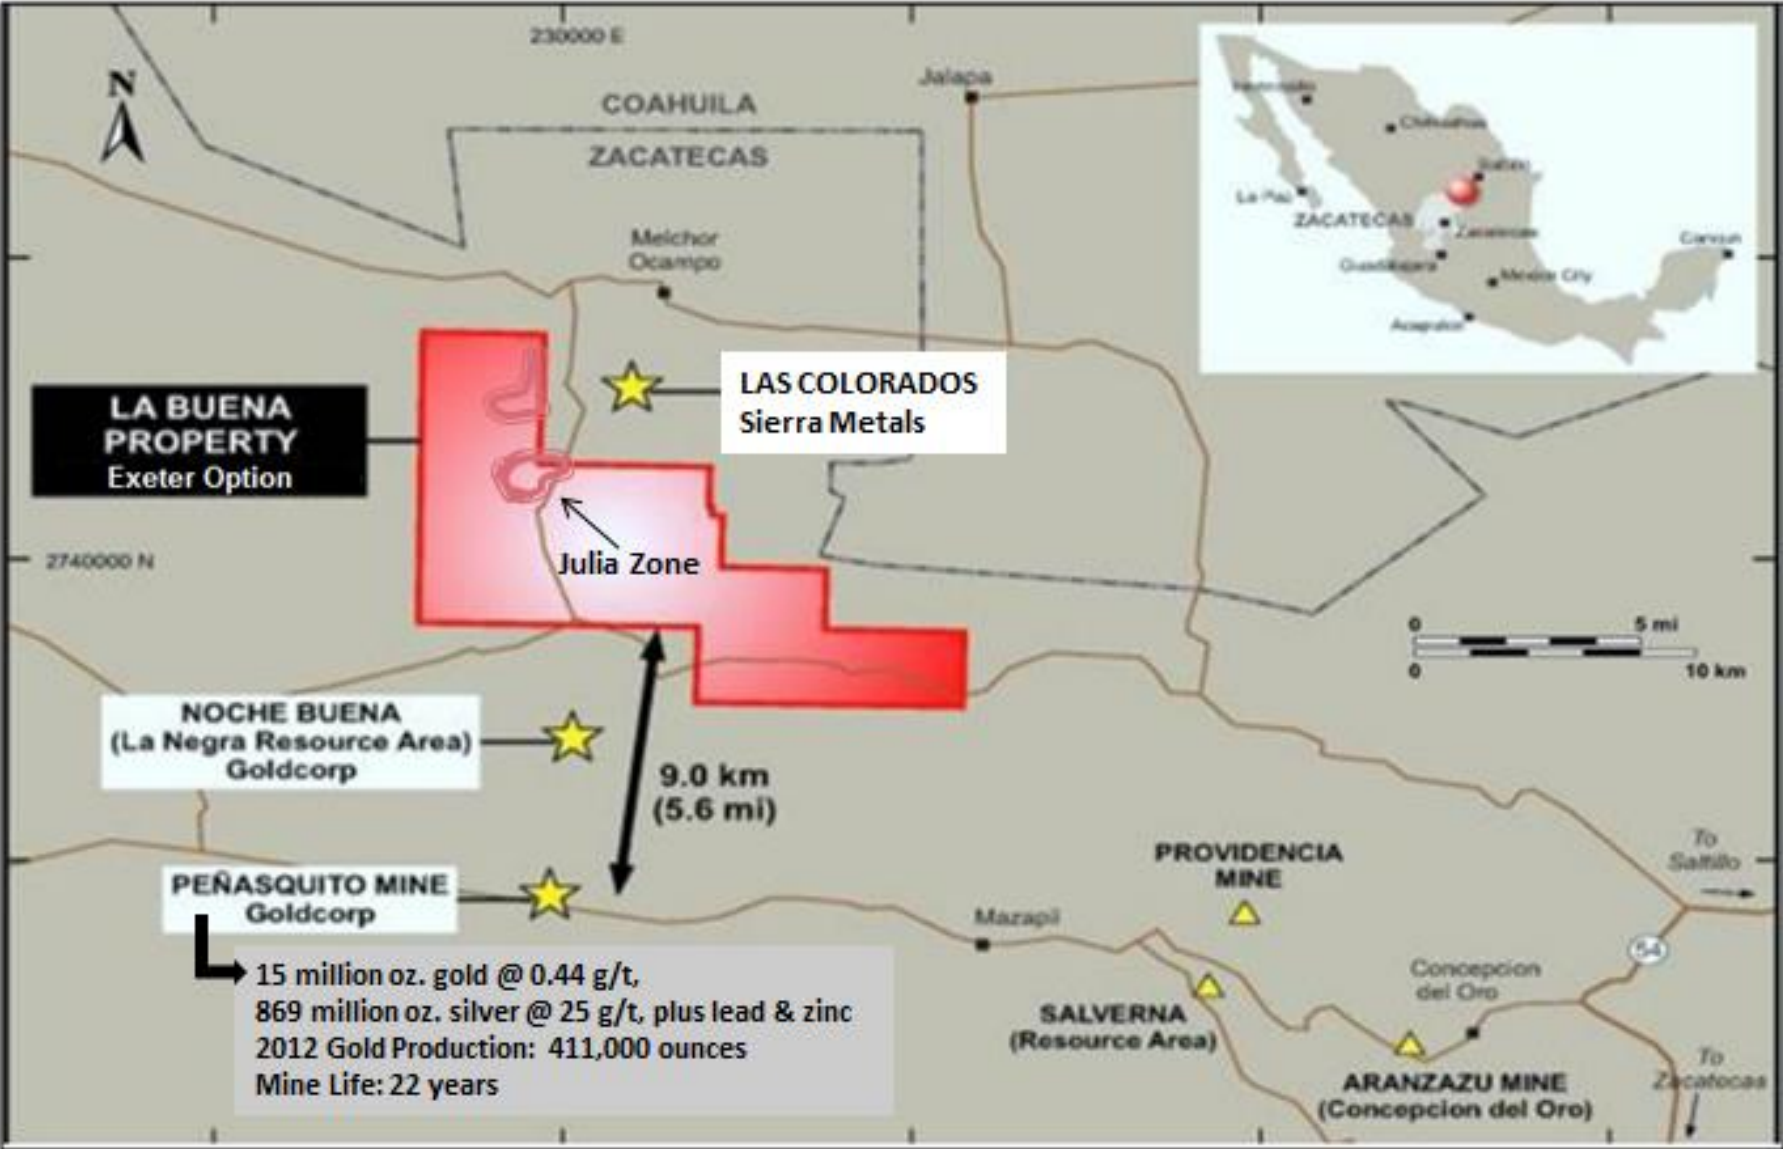 230000 E
N
COAHUILA
ZACATECAS
Jalapa
Melchor
Ocampo
Chihuahua
La Paz
ZACATECAS
Zacatecas
Guadalajara
Mexico City
Cancun
Acapulco
LA BUENA
PROPERTY
Exeter Option
LAS COLORADOS
Sierra Metals
2740000 N
Julia Zone
0 5 mi
0 10 km
NOCHE BUENA
(La Negra Resource Area)
Goldcorp
9.0 km
(5.6 mi)
PEÑASQUITO MINE
Goldcorp
15 million oz. gold @ 0.44 g/t,
869 million oz. silver @ 25 g/t, plus lead & zinc
2012 Gold Production: 411,000 ounces
Mine Life: 22 years
Mazapil
PROVIDENCIA
MINE
SALVERNA
(Resource Area)
Concepcion
del Oro
ARANZAZU MINE
(Concepcion del Oro)
54
To
Saltillo
To
Zacatecas